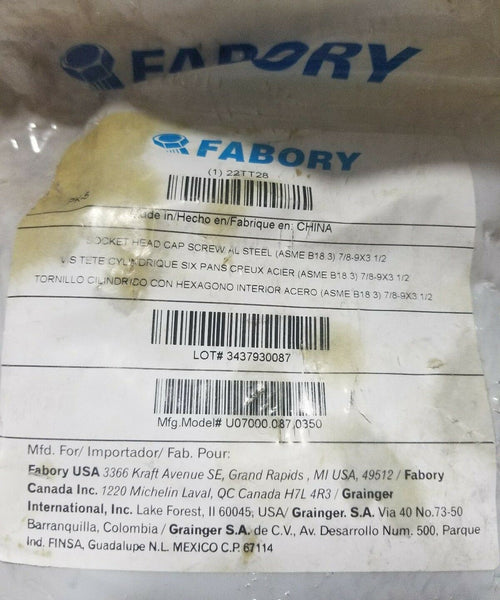 FABORY
FABORY
(1) 22TT28
PK5
Made in/Hecho en/Fabrique en: CHINA
SOCKET HEAD CAP SCREW AL STEEL (ASME B18.3) 7/8-9X3 1/2
VIS TETE CYLINDRIQUE SIX PANS CREUX ACIER (ASME B18.3) 7/8-9X3 1/2
TORNILLO CILINDRICO CON HEXAGONO INTERIOR ACERO (ASME B18.3) 7/8-9X3 1/2
LOT# 3437930087
Mfg.Model# U07000.087.0350
Mfd. For/ Importador/ Fab. Pour:
Fabory USA 3366 Kraft Avenue SE, Grand Rapids , MI USA, 49512 / Fabory
Canada Inc. 1220 Michelin Laval, QC Canada H7L 4R3 / Grainger
International, Inc. Lake Forest, Il 60045, USA/ Grainger. S.A. Via 40 No.73-50
Barranquilla, Colombia / Grainger S.A. de C.V., Av. Desarrollo Num. 500, Parque
Ind. FINSA, Guadalupe N.L. MEXICO C.P. 67114